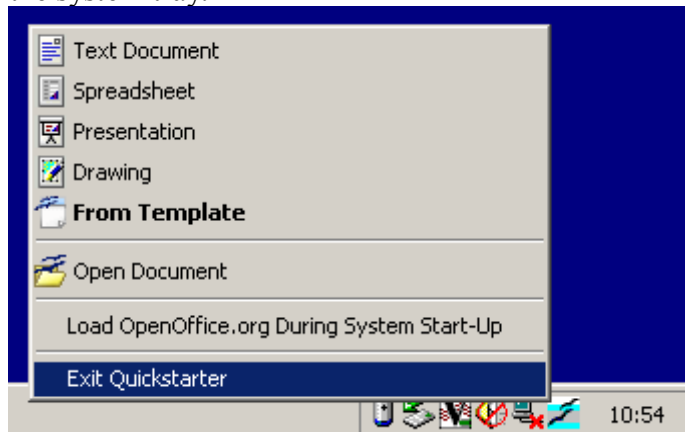 Text Document
Spreadsheet
Presentation
Drawing
From Template
Open Document
Load OpenOffice.org During System Start-Up
Exit Quickstarter
10:54